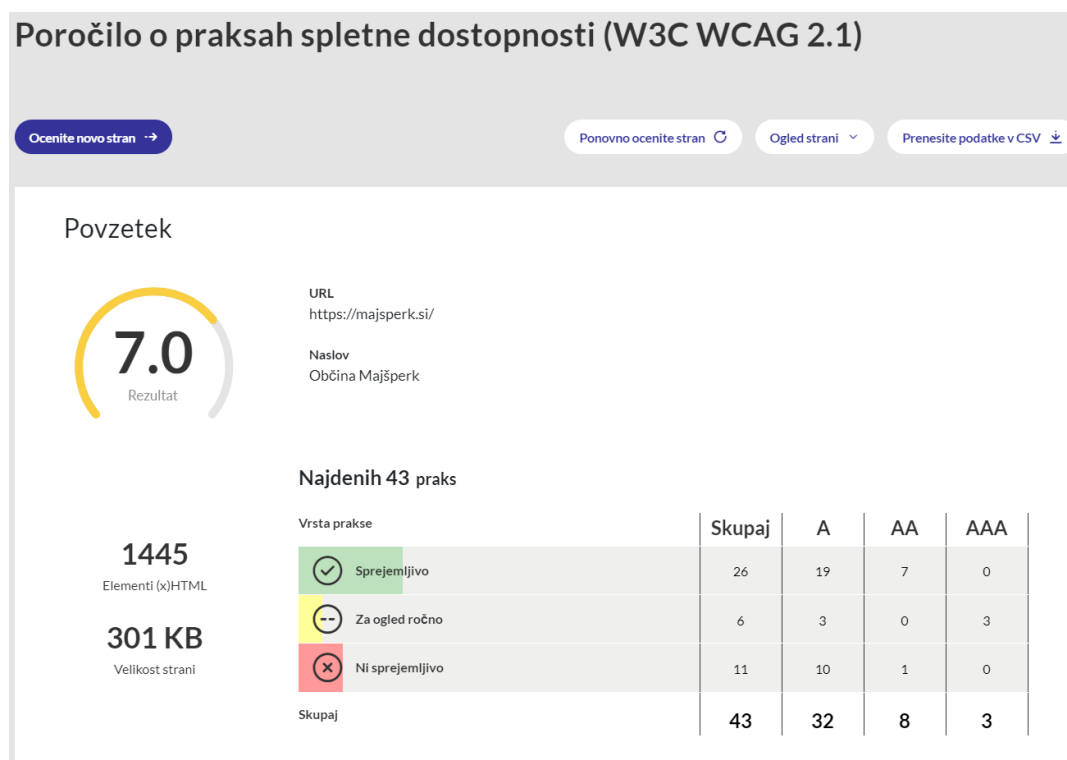 Poročilo o praksah spletne dostopnosti (W3C WCAG 2.1)
Ocenite novo stran
Ponovno ocenite stran
Ogled strani
Prenesite podatke v CSV
Povzetek
7.0
Rezultat
URL
https://majsperk.si/
Naslov
Občina Majšperk
1445
Elementi (x)HTML
301 KB
Velikost strani
Najdenih 43 praks
Vrsta prakse Skupaj A AA AAA
Sprejemljivo 26 19 7 0
Za ogled ročno 6 3 0 3
Ni sprejemljivo 11 10 1 0
Skupaj 43 32 8 3